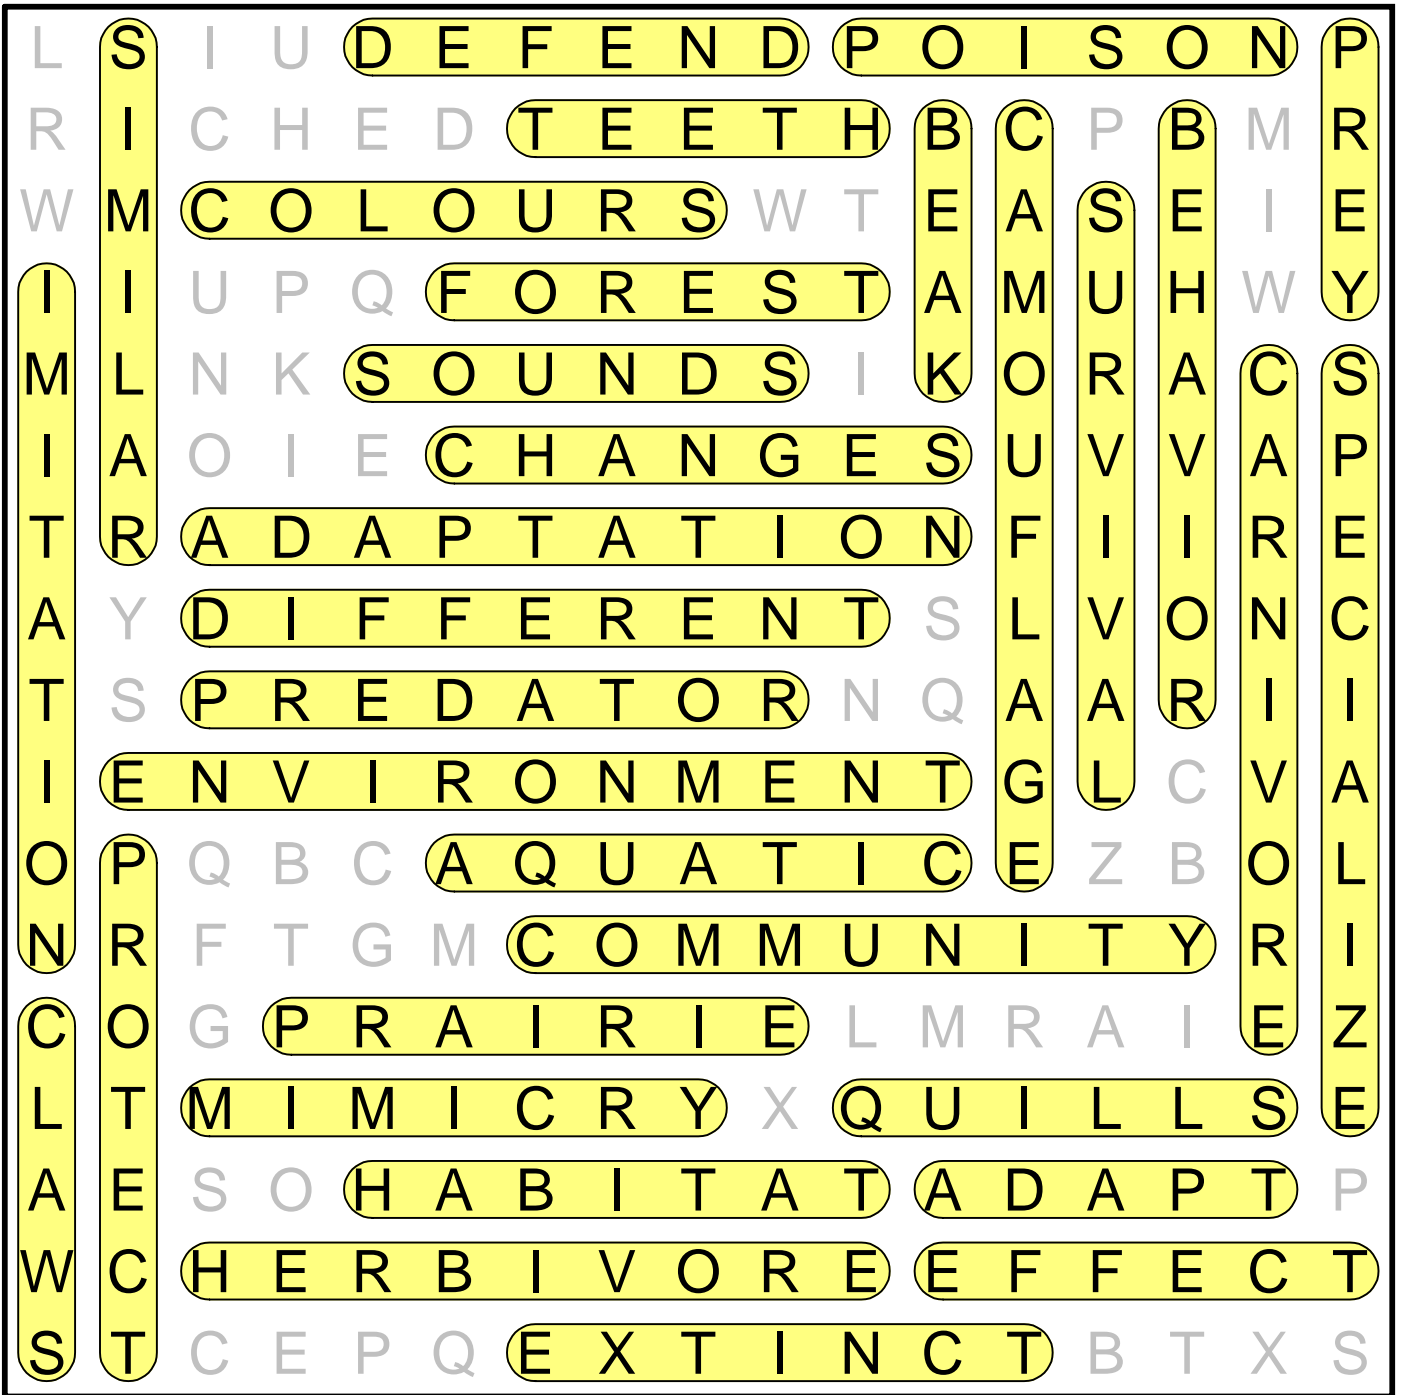 L S I U D E F E N D P O I S O N P
R I C H E D T E E T H B C P B M R
W M C O L O U R S W T E A S E I E
I I U P Q F O R E S T A M U H W Y
M L N K S O U N D S I K O R A C S
I A O I E C H A N G E S U V V A P
T R A D A P T A T I O N F I I R E
A Y D I F F E R E N T S L V O N C
T S P R E D A T O R N Q A A R I I
I E N V I R O N M E N T G L C V A
O P Q B C A Q U A T I C E Z B O L
N R F T G M C O M M U N I T Y R I
C O G P R A I R I E L M R A I E Z
L T M I M I C R Y X Q U I L L S E
A E S O H A B I T A T A D A P T P
W C H E R B I V O R E E F F E C T
S T C E P Q E X T I N C T B T X S